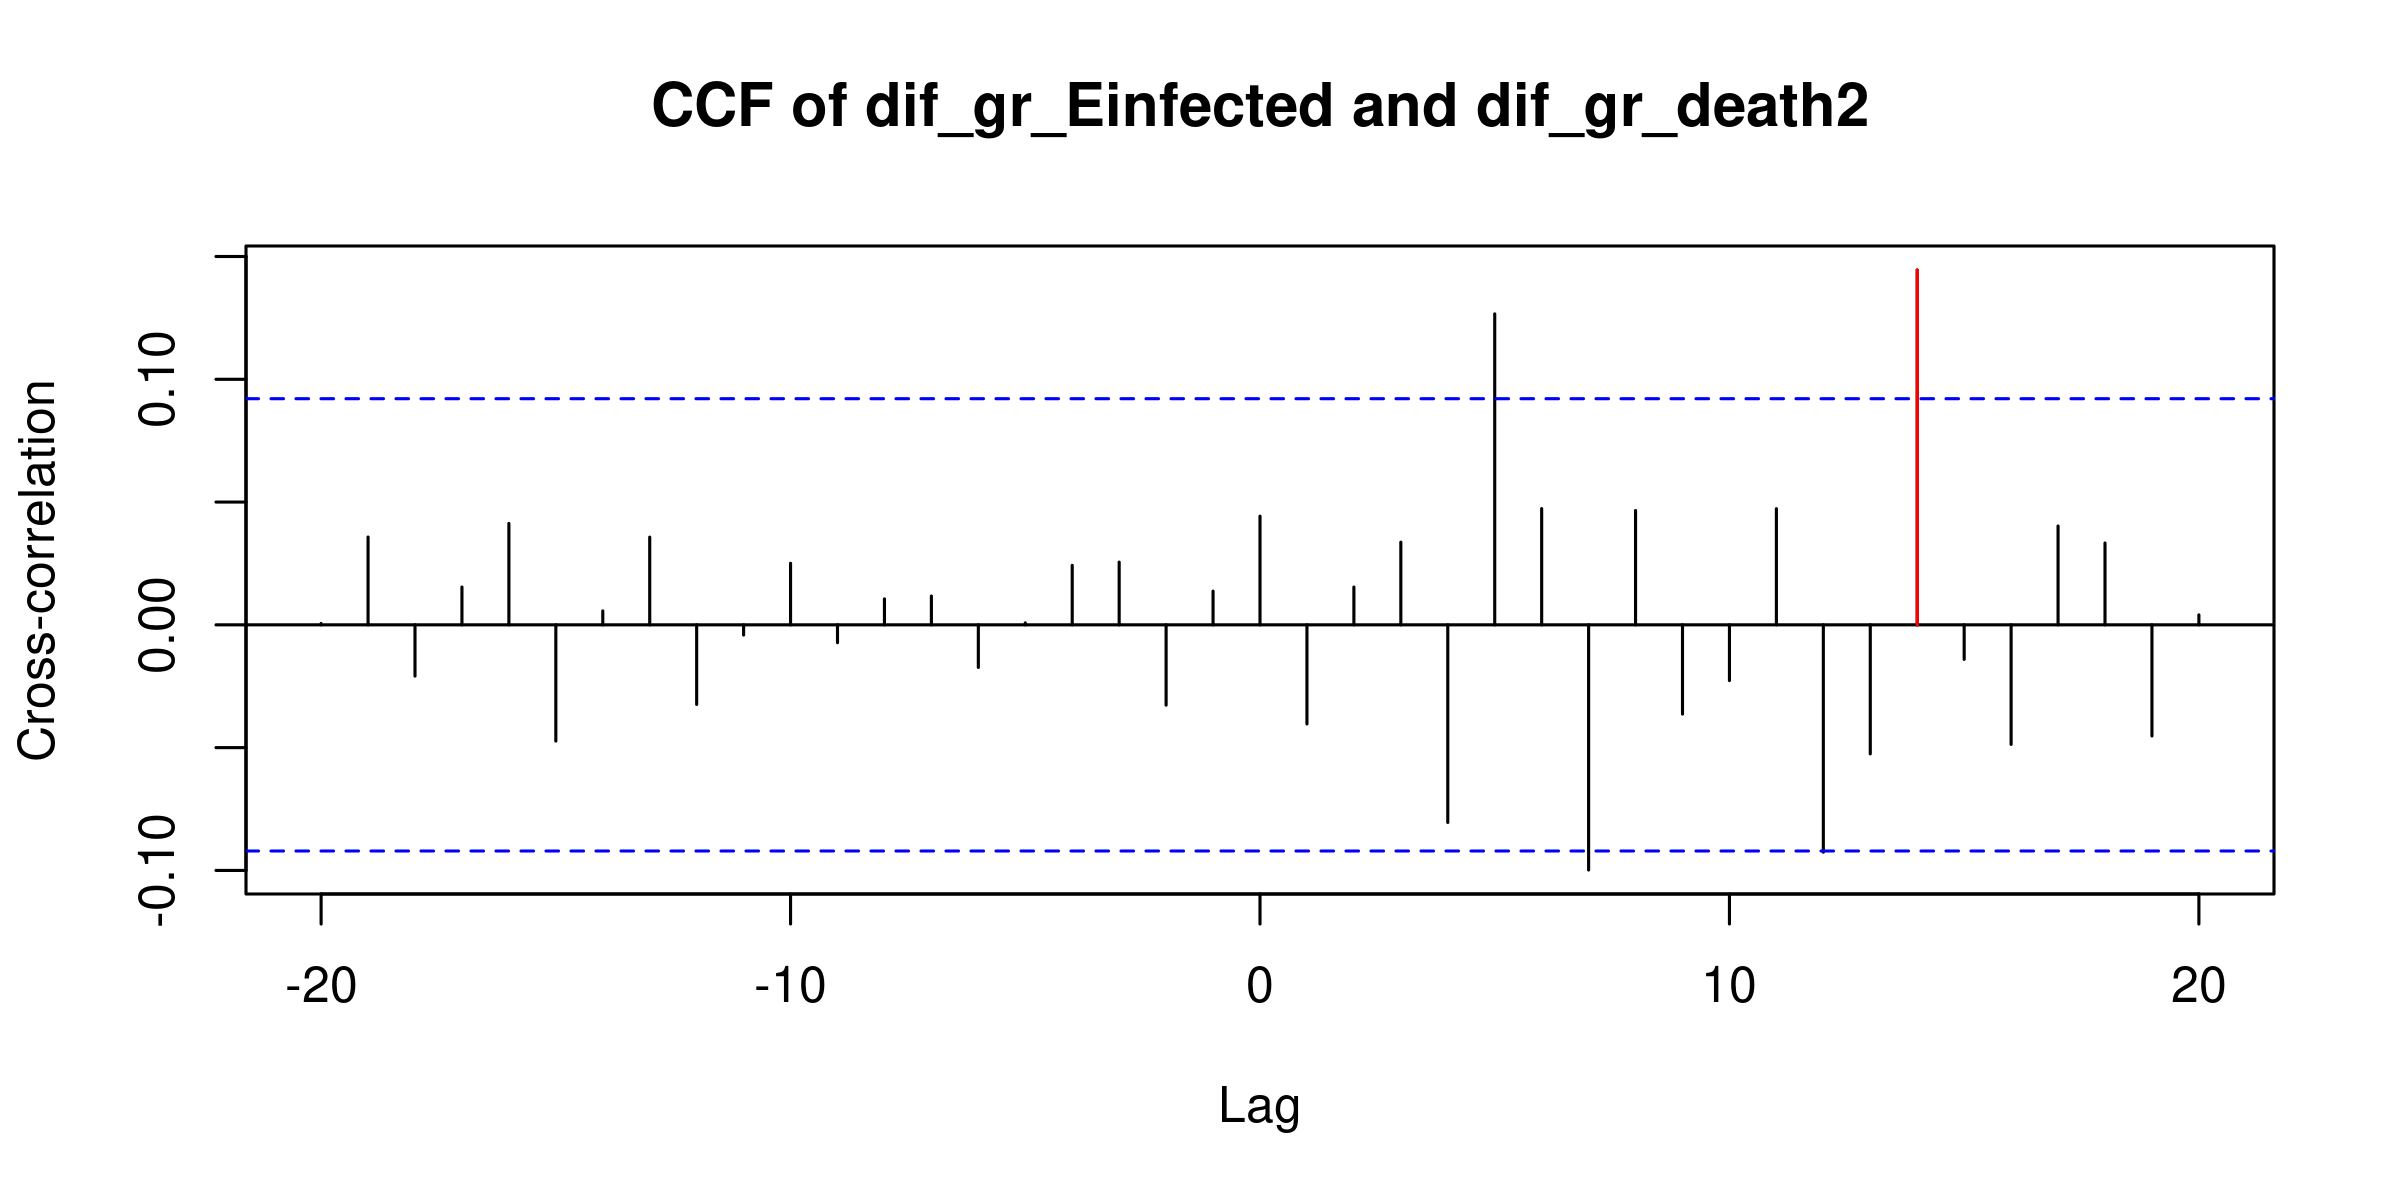 CCF of dif_gr_Einfected and dif_gr_death2
Cross-correlation
0.10
0.00
-0.10
-20
-10
0
10
20
Lag